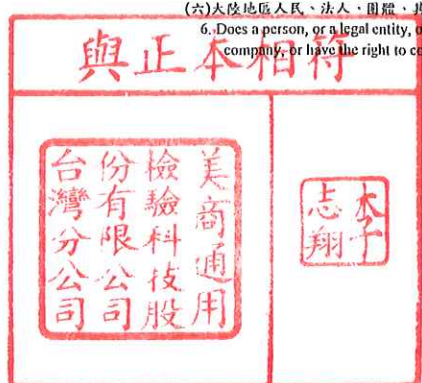 (六)大陸地區人民、法人、團體、其
6. Does a person, or a legal entity, o
company, or have the right to co
與正本相符
美商通用
檢驗科技股
份有限公司
台灣分公司
李
志翔